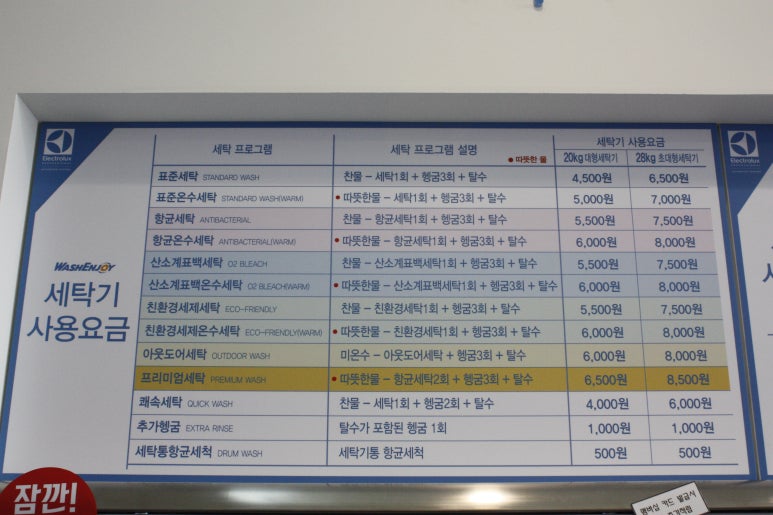 Electrolux
WASHENJOY
세탁기
사용요금
세탁 프로그램 세탁 프로그램 설명 ● 따뜻한 물 세탁기 사용요금
20kg 대형세탁기 28kg 초대형세탁기
표준세탁 STANDARD WASH 찬물 – 세탁1회 + 헹굼3회 + 탈수 4,500원 6,500원
표준온수세탁 STANDARD WASH(WARM) ● 따뜻한물 – 세탁1회 + 헹굼3회 + 탈수 5,000원 7,000원
항균세탁 ANTIBACTERIAL 찬물 – 항균세탁1회 + 헹굼3회 + 탈수 5,500원 7,500원
항균온수세탁 ANTIBACTERIAL(WARM) ● 따뜻한물 – 항균세탁1회 + 헹굼3회 + 탈수 6,000원 8,000원
산소계표백세탁 O2 BLEACH 찬물 – 산소계표백세탁1회 + 헹굼3회 + 탈수 5,500원 7,500원
산소계표백온수세탁 O2 BLEACH(WARM) ● 따뜻한물 – 산소계표백세탁1회 + 헹굼3회 + 탈수 6,000원 8,000원
친환경세제세탁 ECO-FRIENDLY 찬물 – 친환경세탁1회 + 헹굼3회 + 탈수 5,500원 7,500원
친환경세제온수세탁 ECO-FRIENDLY(WARM) ● 따뜻한물 – 친환경세탁1회 + 헹굼3회 + 탈수 6,000원 8,000원
아웃도어세탁 OUTDOOR WASH 미온수 – 아웃도어세탁 + 헹굼3회 + 탈수 6,000원 8,000원
프리미엄세탁 PREMIUM WASH ● 따뜻한물 – 항균세탁2회 + 헹굼3회 + 탈수 6,500원 8,500원
쾌속세탁 QUICK WASH 찬물 – 세탁1회 + 헹굼2회 + 탈수 4,000원 6,000원
추가헹굼 EXTRA RINSE 탈수가 포함된 헹굼 1회 1,000원 1,000원
세탁통항균세척 DRUM WASH 세탁기통 항균세척 500원 500원
Electrolux
잠깐!
멤버십 카드 발급시